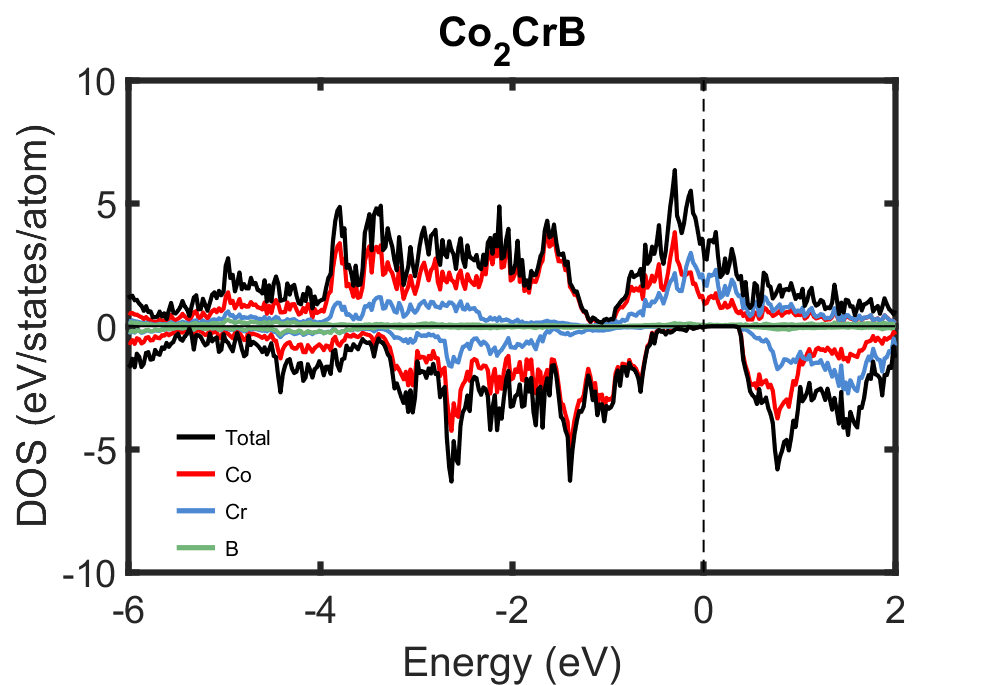 Co₂CrB
DOS (eV/states/atom)
10
5
0
-5
-10
Total
Co
Cr
B
-6 -4 -2 0 2
Energy (eV)